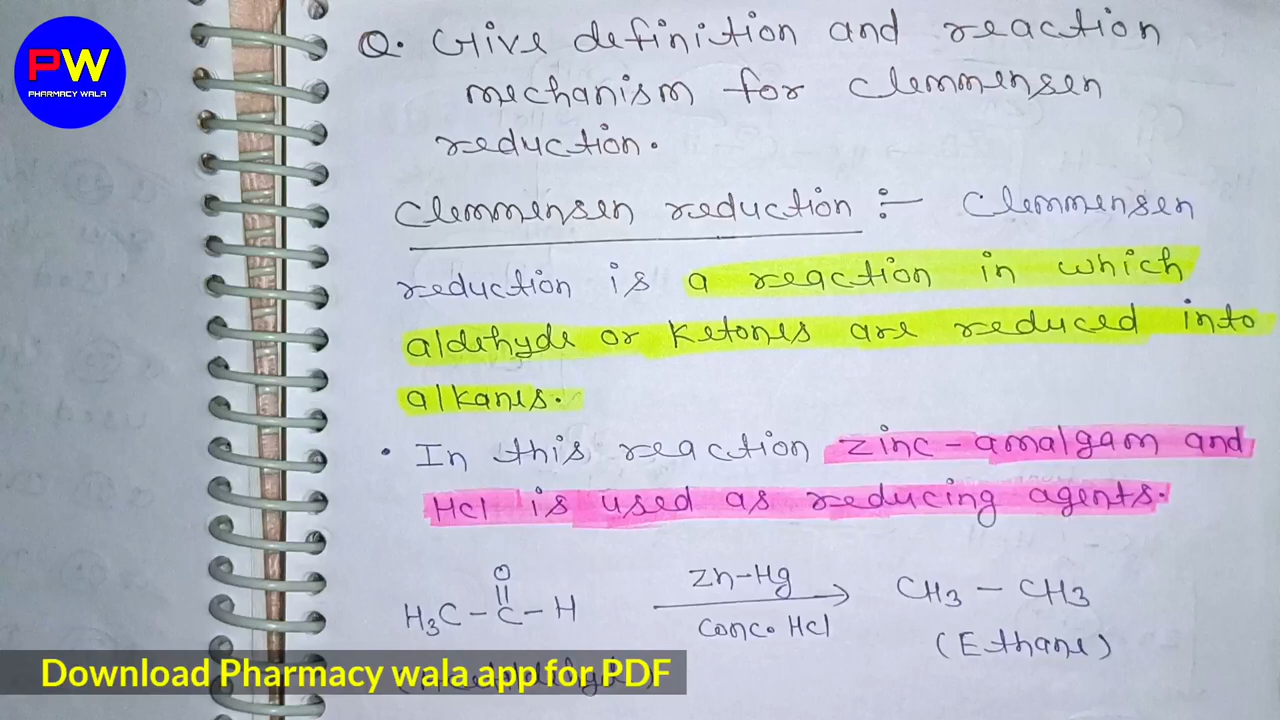 PW
PHARMACY WALA
Q. Give definition and reaction
mechanism for clemmensen
reduction.
Clemmensen reduction :- Clemmensen
reduction is a reaction in which
aldehyde or Ketones are reduced into
alkanes.
• In this reaction zinc-amalgam and
HCl is used as reducing agents.
O
H3C - C - H Zn-Hg CH3 - CH3
Conc. HCl
(Ethane)
Download Pharmacy wala app for PDF